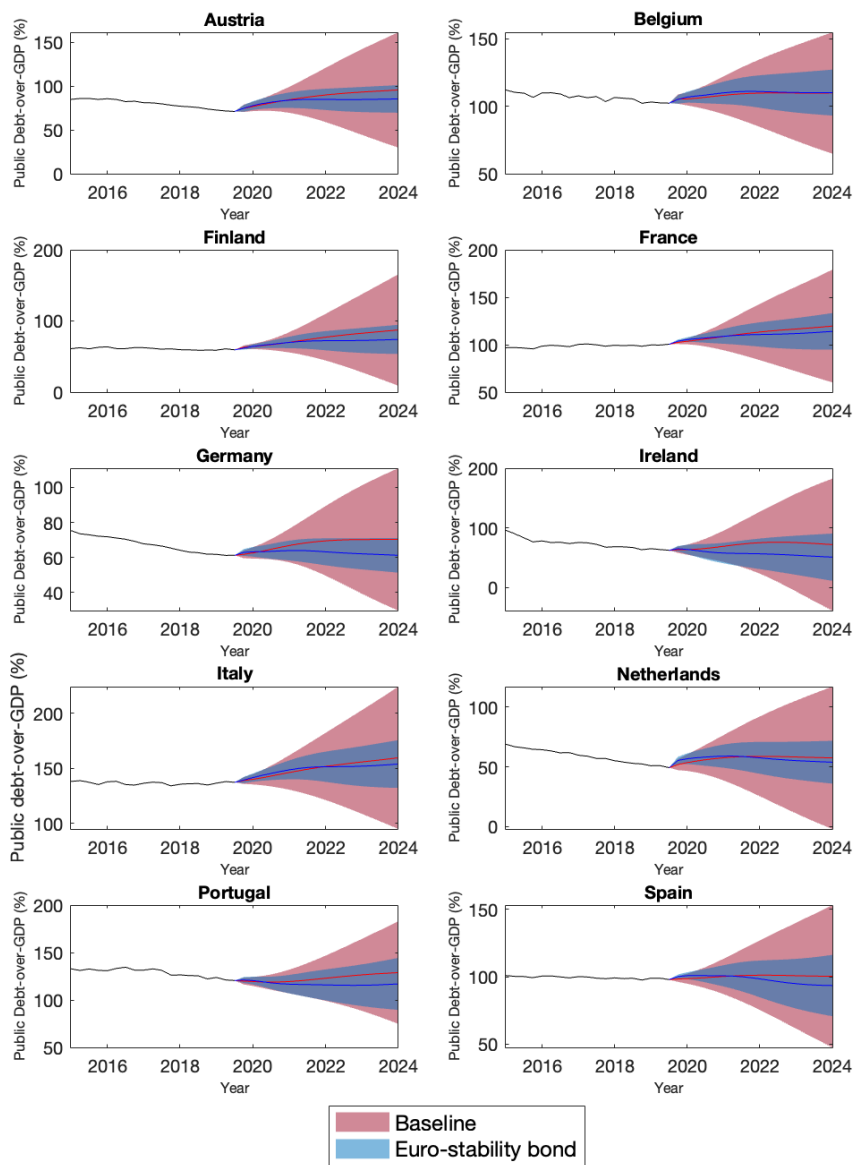 Austria
Public Debt-over-GDP (%)
150
100
50
0
2016 2018 2020 2022 2024
Year
Belgium
Public Debt-over-GDP (%)
150
100
50
2016 2018 2020 2022 2024
Year
Finland
Public Debt-over-GDP (%)
200
100
0
2016 2018 2020 2022 2024
Year
France
Public Debt-over-GDP (%)
200
150
100
50
2016 2018 2020 2022 2024
Year
Germany
Public Debt-over-GDP (%)
100
80
60
40
2016 2018 2020 2022 2024
Year
Ireland
Public Debt-over-GDP (%)
200
100
0
2016 2018 2020 2022 2024
Year
Italy
Public debt-over-GDP (%)
200
150
100
2016 2018 2020 2022 2024
Year
Netherlands
Public Debt-over-GDP (%)
100
50
0
2016 2018 2020 2022 2024
Year
Portugal
Public Debt-over-GDP (%)
200
150
100
50
2016 2018 2020 2022 2024
Year
Spain
Public Debt-over-GDP (%)
150
100
50
2016 2018 2020 2022 2024
Year
Baseline
Euro-stability bond